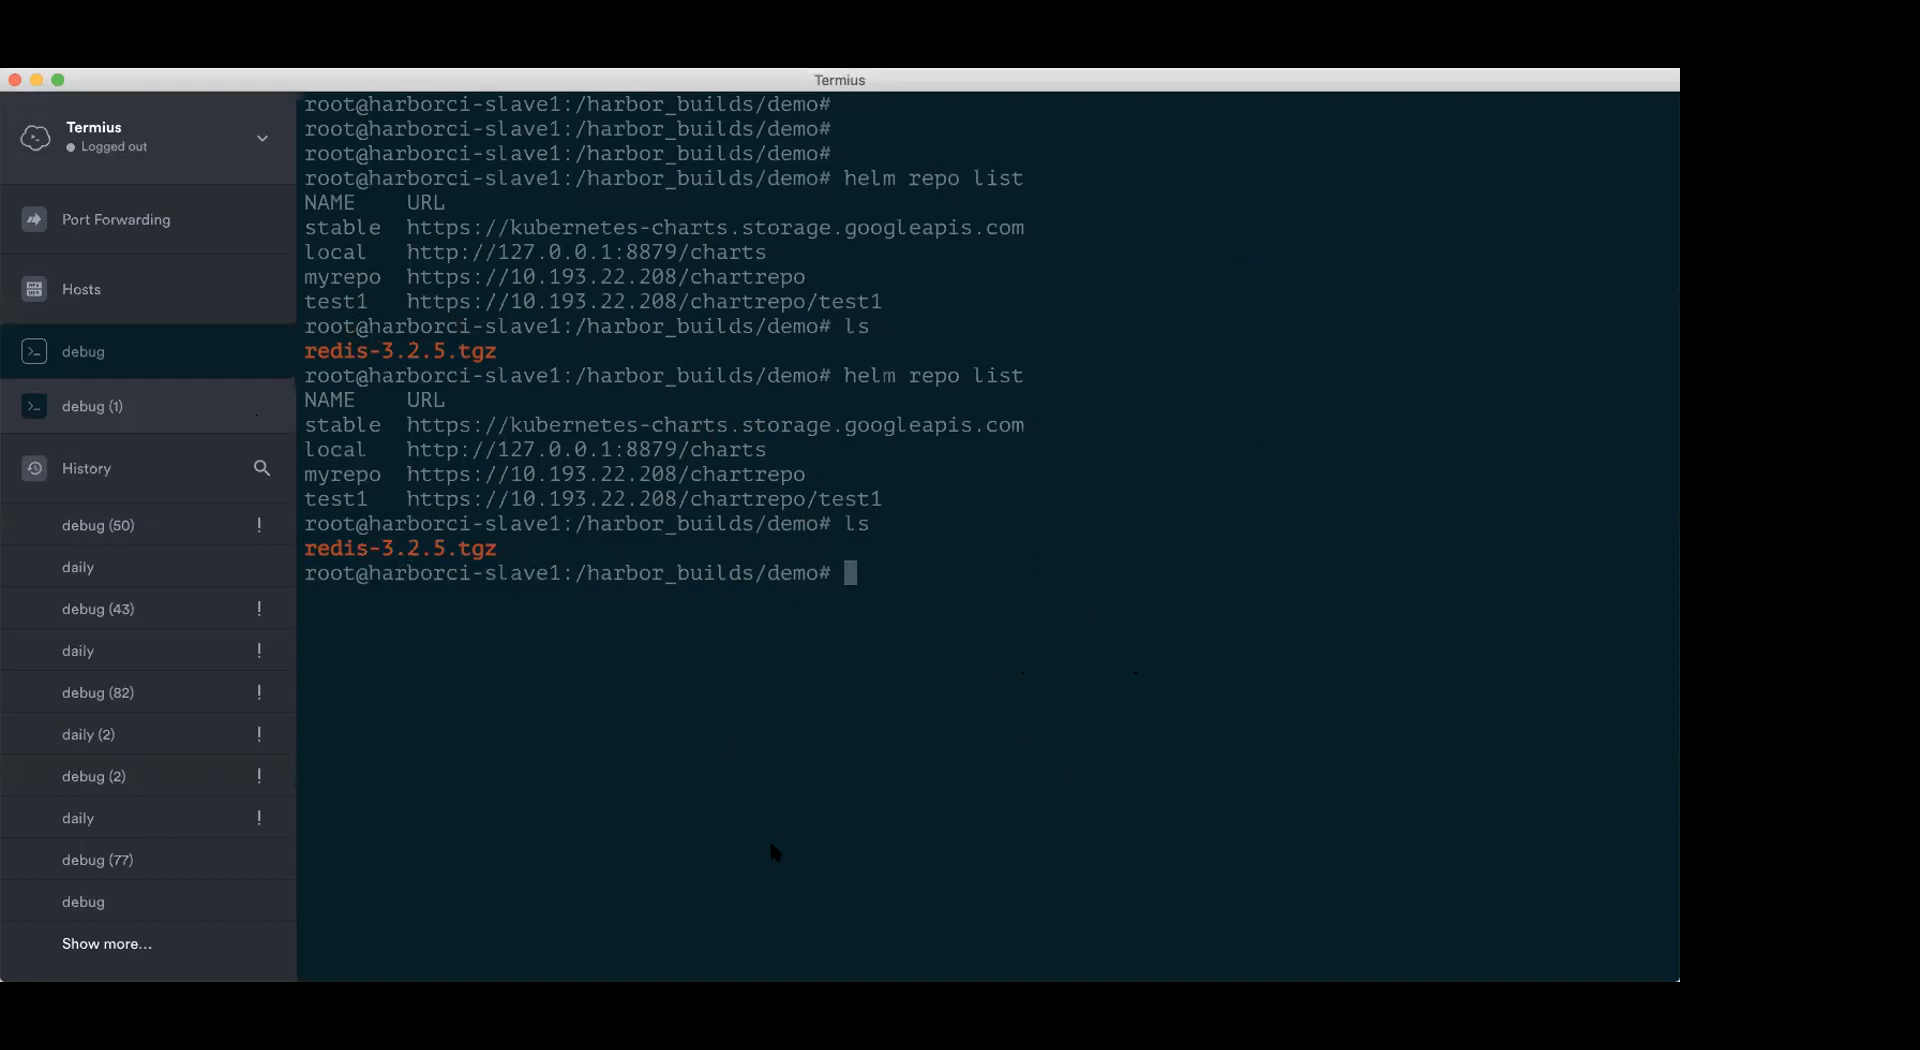 Termius
Termius
Logged out
Port Forwarding
Hosts
debug
debug (1)
History
debug (50) !
daily
debug (43) !
daily !
debug (82) !
daily (2) !
debug (2) !
daily !
debug (77)
debug
Show more...
root@harborci-slave1:/harbor_builds/demo#
root@harborci-slave1:/harbor_builds/demo#
root@harborci-slave1:/harbor_builds/demo#
root@harborci-slave1:/harbor_builds/demo# helm repo list
NAME    URL
stable  https://kubernetes-charts.storage.googleapis.com
local   http://127.0.0.1:8879/charts
myrepo  https://10.193.22.208/chartrepo
test1   https://10.193.22.208/chartrepo/test1
root@harborci-slave1:/harbor_builds/demo# ls
redis-3.2.5.tgz
root@harborci-slave1:/harbor_builds/demo# helm repo list
NAME    URL
stable  https://kubernetes-charts.storage.googleapis.com
local   http://127.0.0.1:8879/charts
myrepo  https://10.193.22.208/chartrepo
test1   https://10.193.22.208/chartrepo/test1
root@harborci-slave1:/harbor_builds/demo# ls
redis-3.2.5.tgz
root@harborci-slave1:/harbor_builds/demo#